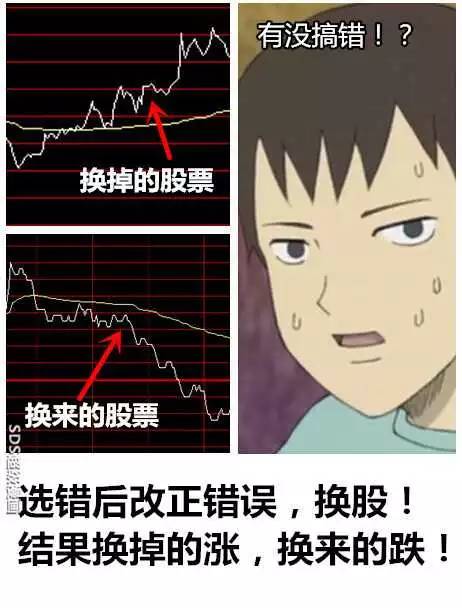 有没搞错！？
换掉的股票
换来的股票
选错后改正错误，换股！
结果换掉的涨，换来的跌！